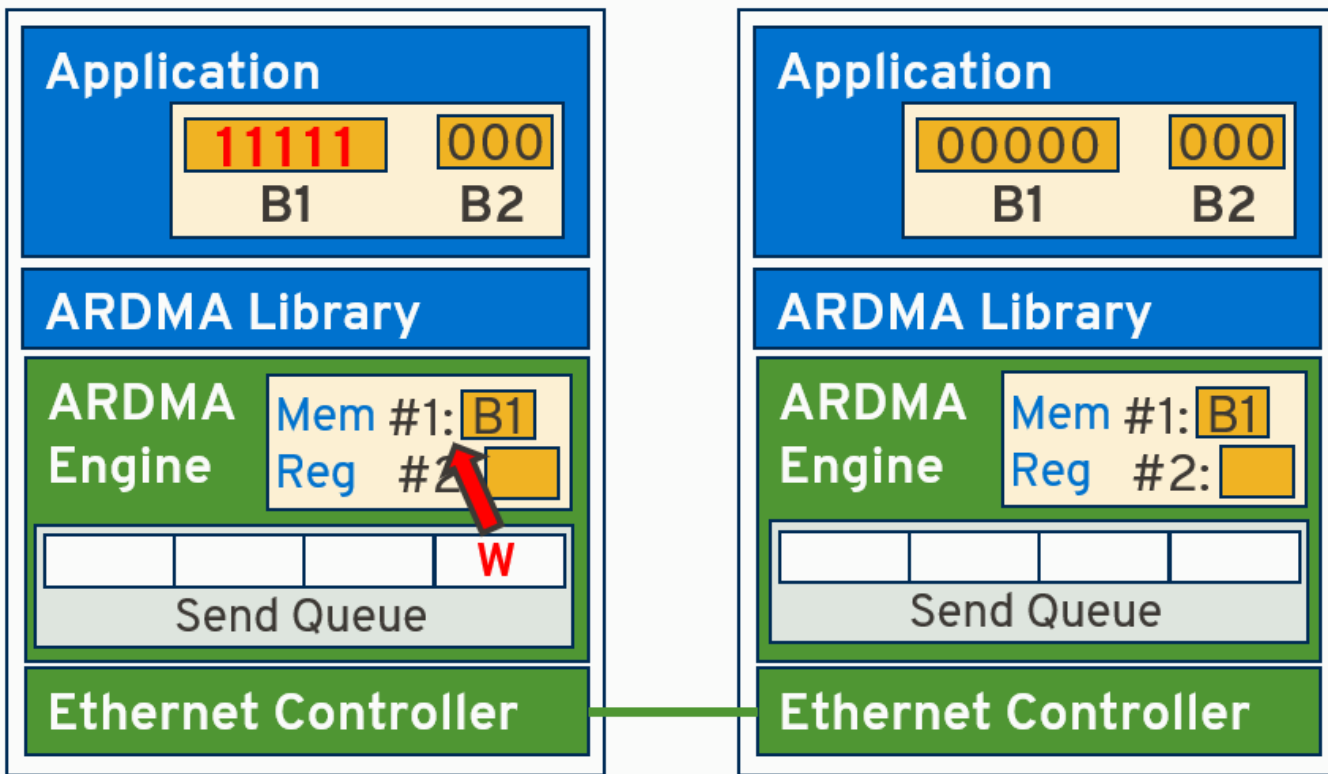 Application
11111
000
B1
B2
ARDMA Library
ARDMA
Engine
Mem #1: B1
Reg #2:
W
Send Queue
Ethernet Controller
Application
00000
000
B1
B2
ARDMA Library
ARDMA
Engine
Mem #1: B1
Reg #2:
Send Queue
Ethernet Controller